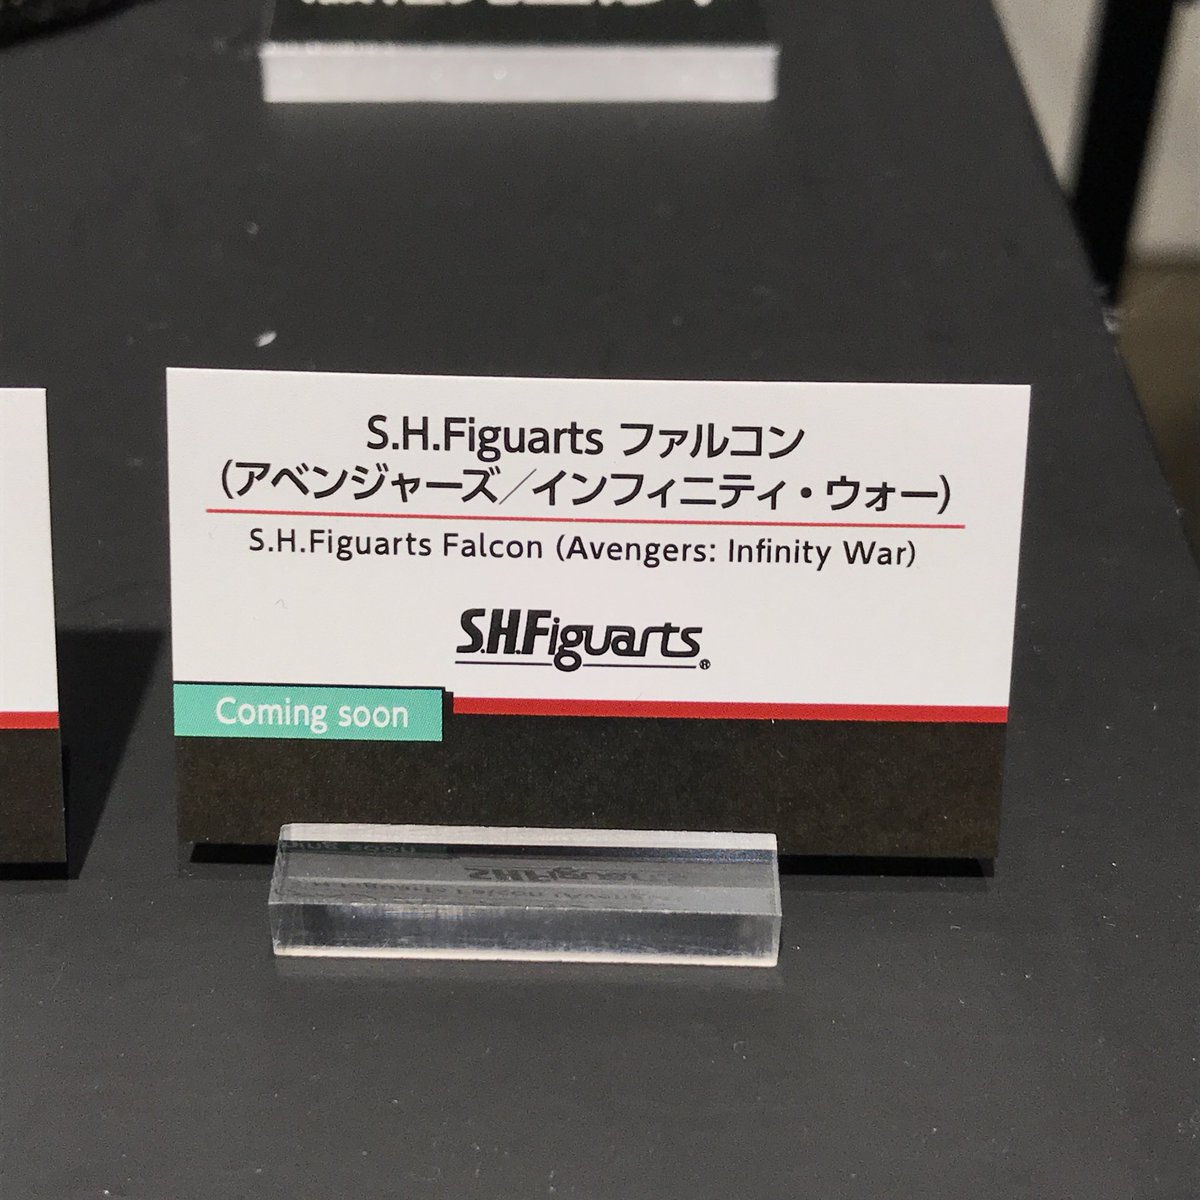 S.H.Figuarts ファルコン
(アベンジャーズ／インフィニティ・ウォー)
S.H.Figuarts Falcon (Avengers: Infinity War)
S.H.Figuarts®
Coming soon